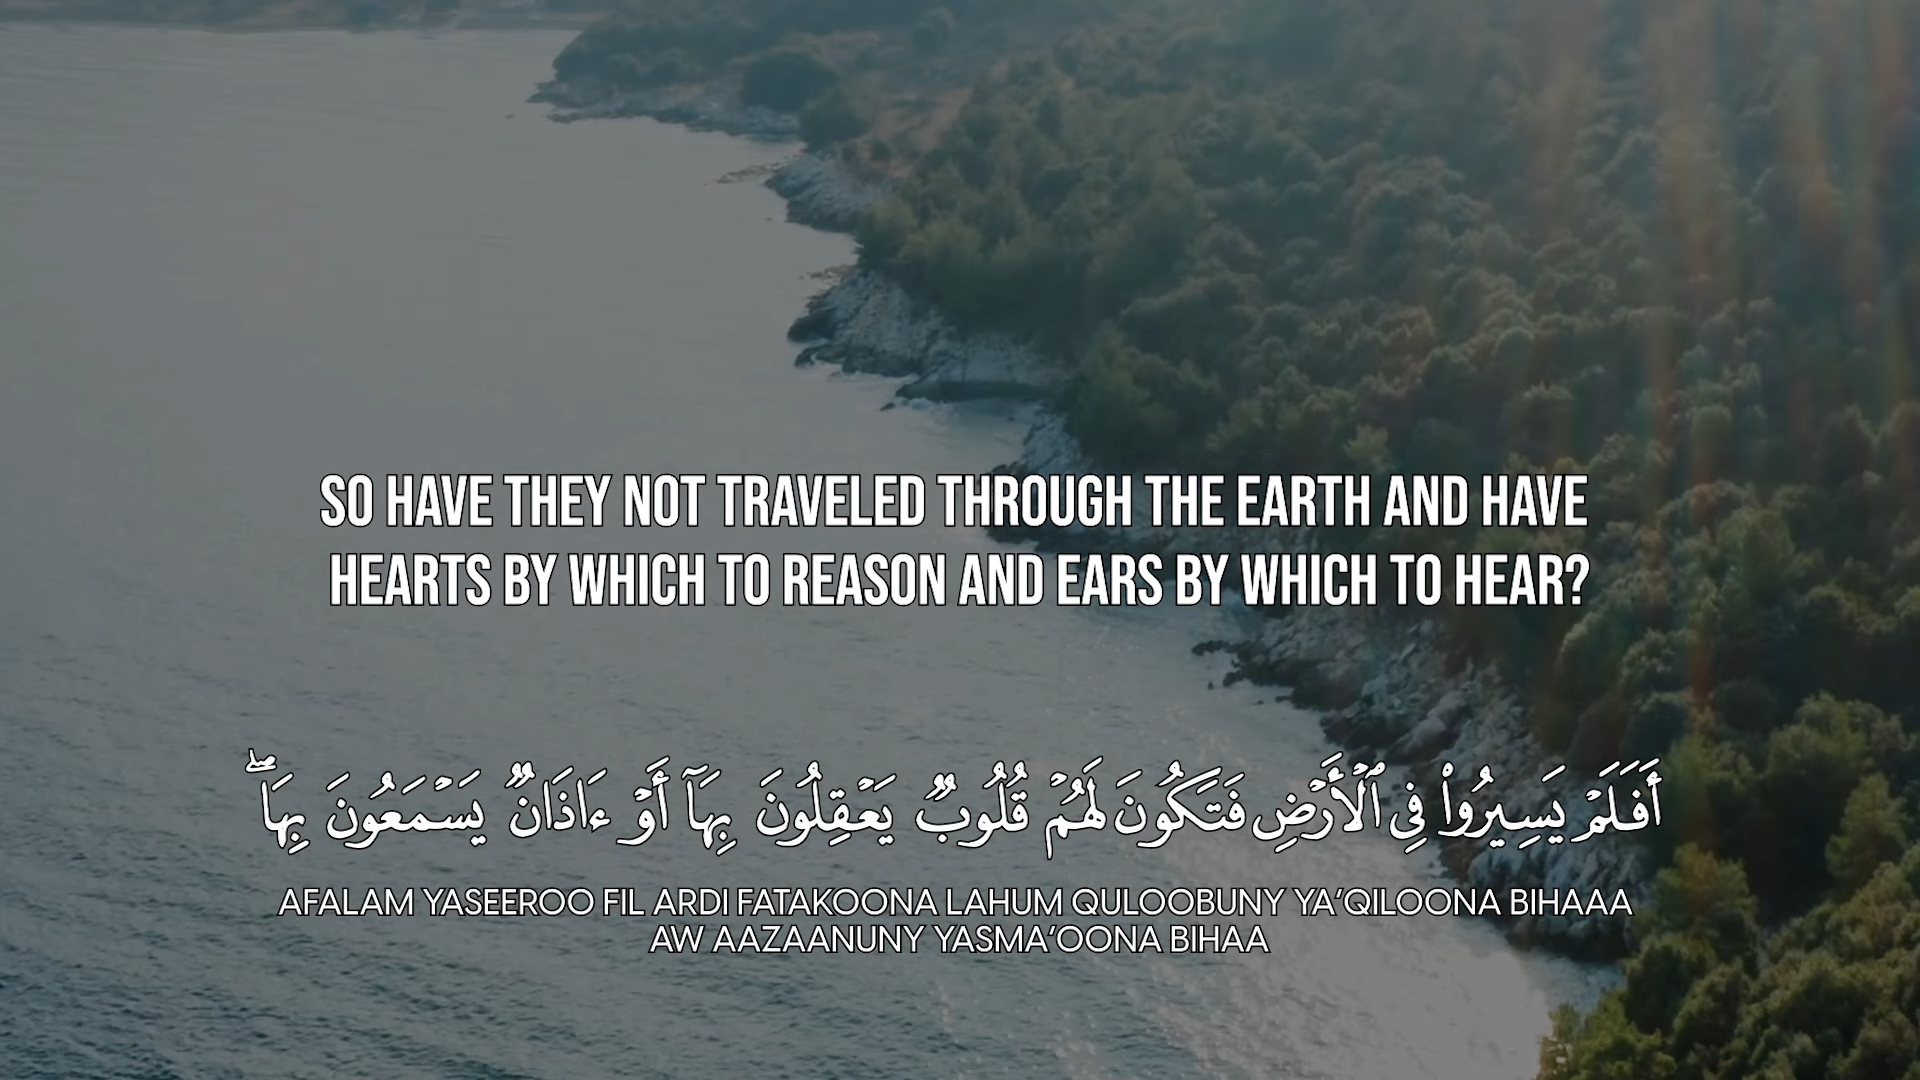 SO HAVE THEY NOT TRAVELED THROUGH THE EARTH AND HAVE
HEARTS BY WHICH TO REASON AND EARS BY WHICH TO HEAR?
أَفَلَمْ يَسِيرُوا۟ فِى ٱلْأَرْضِ فَتَكُونَ لَهُمْ قُلُوبٌۭ يَعْقِلُونَ بِهَآ أَوْ ءَاذَانٌۭ يَسْمَعُونَ بِهَا ۖ
AFALAM YASEEROO FIL ARDI FATAKOONA LAHUM QULOOBUNY YA‘QILOONA BIHAAA
AW AAZAANUNY YASMA‘OONA BIHAA